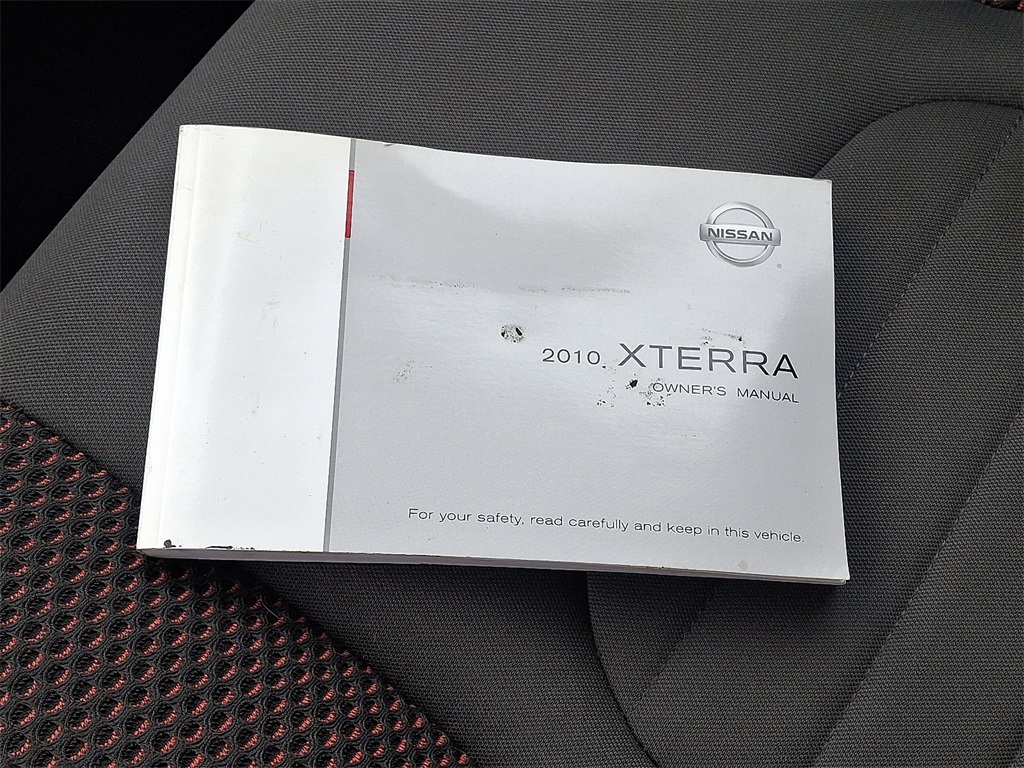 NISSAN
2010 XTERRA
OWNER'S MANUAL
For your safety, read carefully and keep in this vehicle.